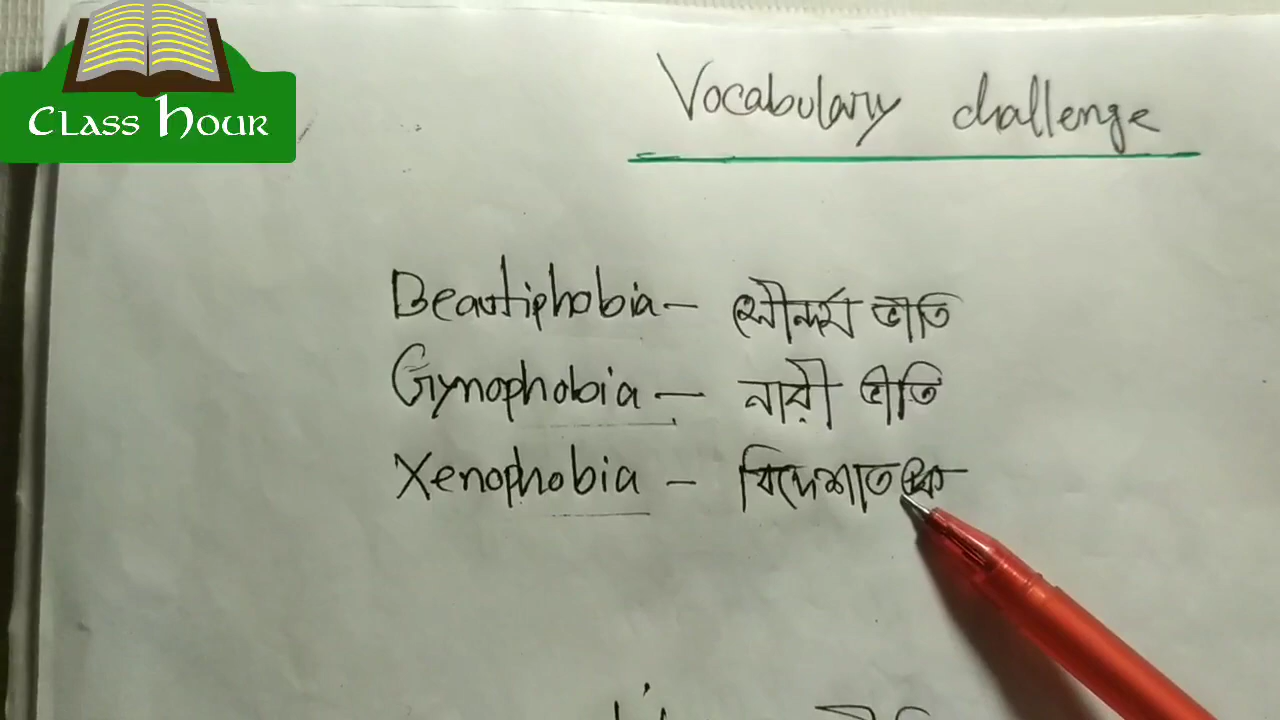 CLASS HOUR
Vocabulary challenge
Beautiphobia — সৌন্দর্য ভীতি
Gynophobia — নারী ভীতি
Xenophobia — বিদেশাতঙ্ক